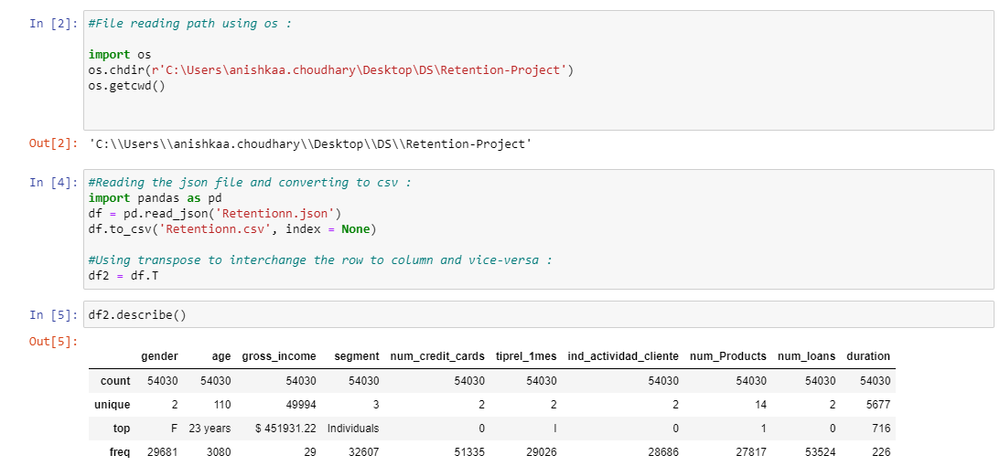 In [2]: #File reading path using os :
import os
os.chdir(r'C:\Users\anishkaa.choudhary\Desktop\DS\Retention-Project')
os.getcwd()
Out[2]: 'C:\\Users\\anishkaa.choudhary\\Desktop\\DS\\Retention-Project'
In [4]: #Reading the json file and converting to csv :
import pandas as pd
df = pd.read_json('Retentionn.json')
df.to_csv('Retentionn.csv', index = None)
#Using transpose to interchange the row to column and vice-versa :
df2 = df.T
In [5]: df2.describe()
Out[5]:
gender age gross_income segment num_credit_cards tiprel_1mes ind_actividad_cliente num_Products num_loans duration
count 54030 54030 54030 54030 54030 54030 54030 54030 54030 54030
unique 2 110 49994 3 2 2 2 14 2 5677
top F 23 years $ 451931.22 Individuals 0 I 0 1 0 716
freq 29681 3080 29 32607 51335 29026 28686 27817 53524 226